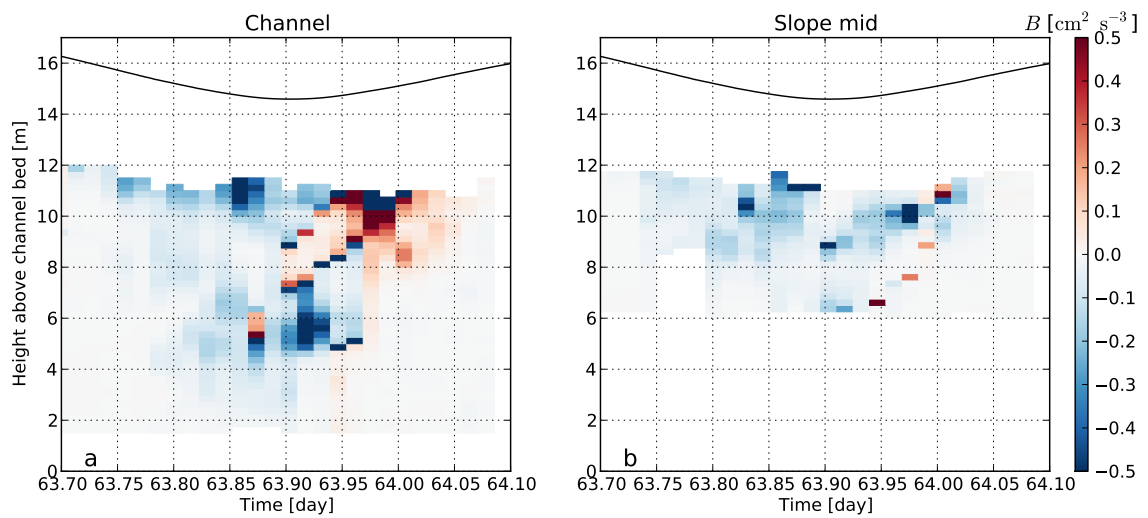 Channel
Slope mid
B [cm² s⁻³]
Height above channel bed [m]
16
14
12
10
8
6
4
2
0
a
63.70 63.75 63.80 63.85 63.90 63.95 64.00 64.05 64.10
Time [day]
16
14
12
10
8
6
4
2
0
b
63.70 63.75 63.80 63.85 63.90 63.95 64.00 64.05 64.10
Time [day]
0.5
0.4
0.3
0.2
0.1
0.0
−0.1
−0.2
−0.3
−0.4
−0.5